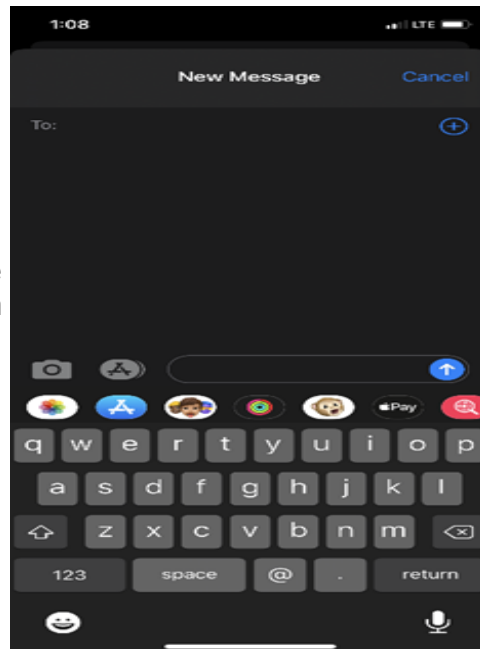 1:08 LTE
New Message Cancel
To:
Pay
q w e r t y u i o p
a s d f g h j k l
z x c v b n m
123 space @ . return